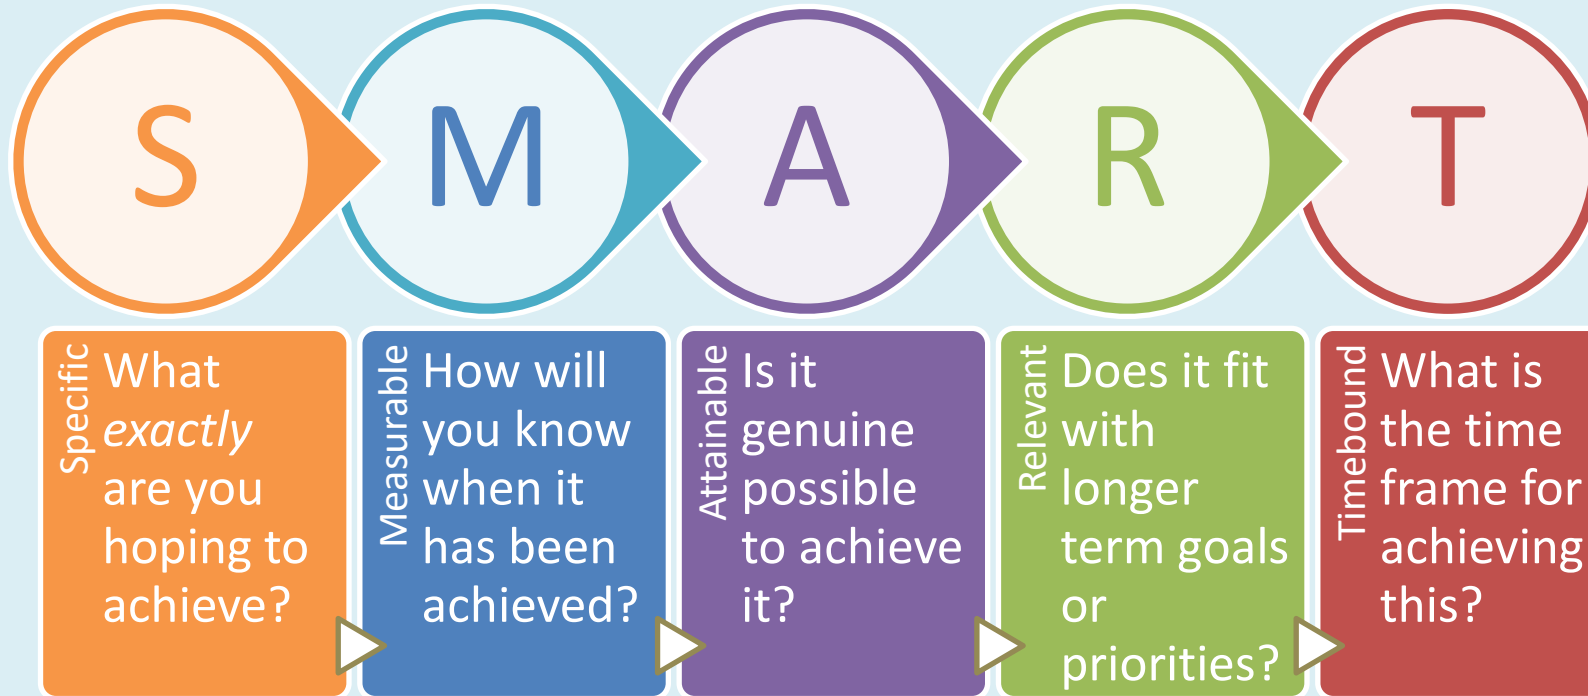 S
M
A
R
T
Specific
What
exactly
are you
hoping to
achieve?
Measurable
How will
you know
when it
has been
achieved?
Attainable
Is it
genuine
possible
to achieve
it?
Relevant
Does it fit
with
longer
term goals
or
priorities?
Timebound
What is
the time
frame for
achieving
this?